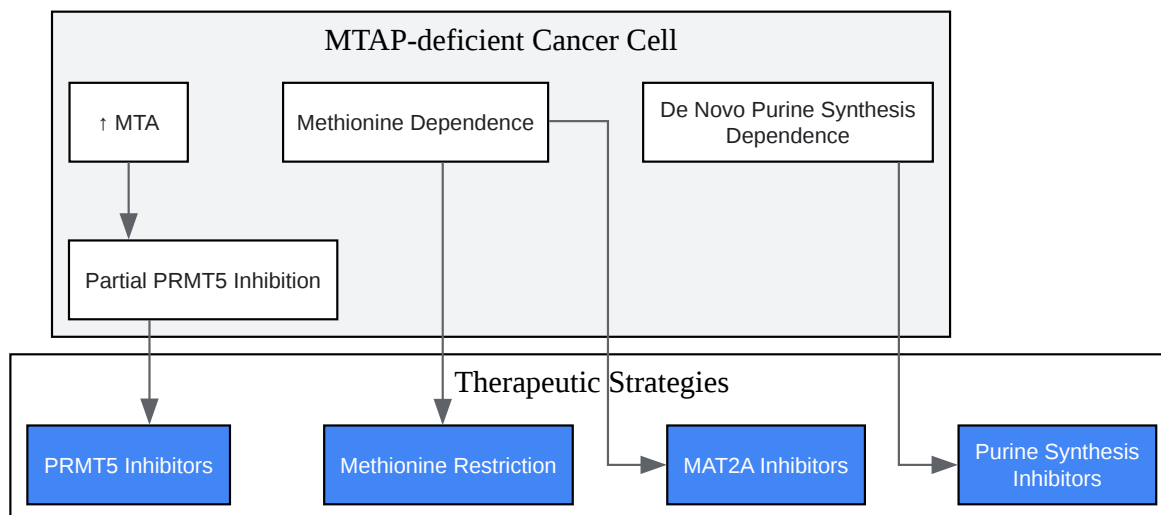 MTAP-deficient Cancer Cell
↑ MTA
Methionine Dependence
De Novo Purine Synthesis
Dependence
Partial PRMT5 Inhibition
Therapeutic Strategies
PRMT5 Inhibitors
Methionine Restriction
MAT2A Inhibitors
Purine Synthesis
Inhibitors